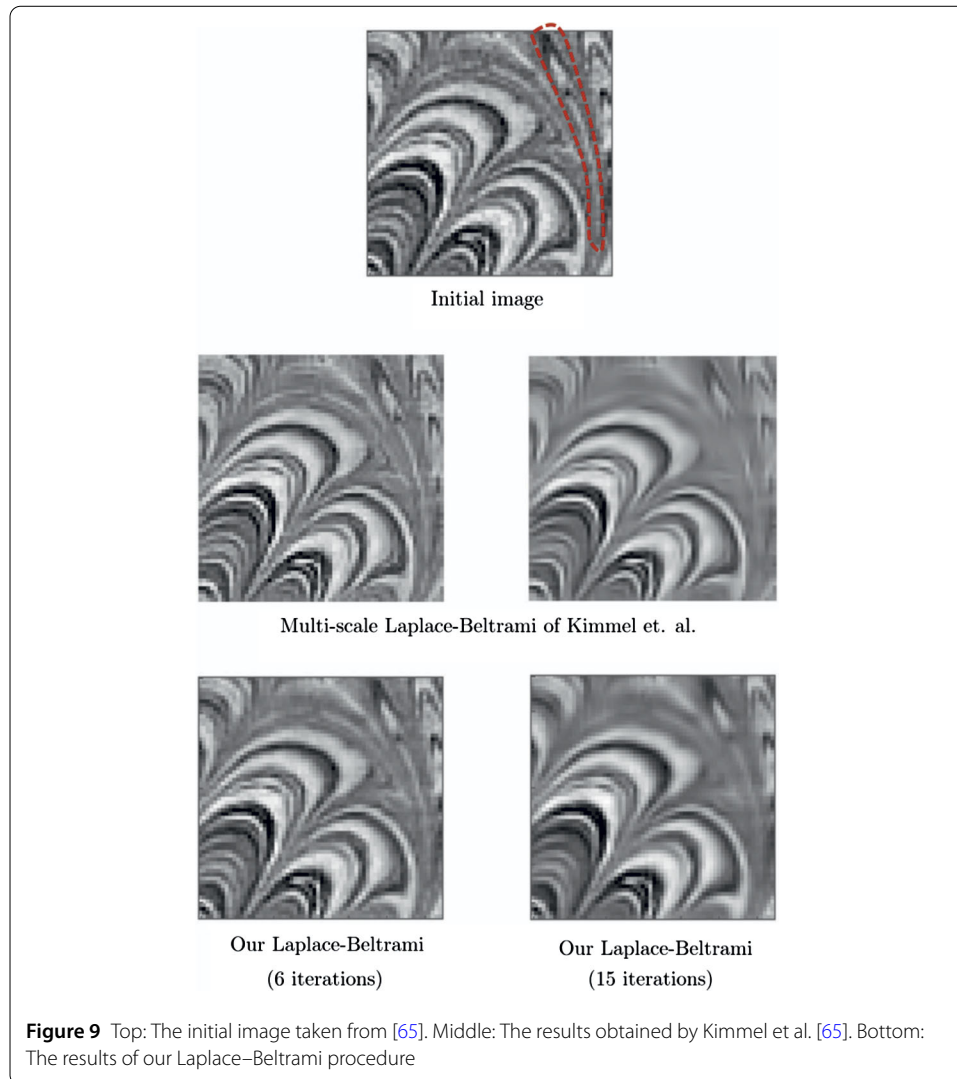 Initial image
Multi-scale Laplace-Beltrami of Kimmel et. al.
Our Laplace-Beltrami
(6 iterations)
Our Laplace-Beltrami
(15 iterations)
Figure 9 Top: The initial image taken from [65]. Middle: The results obtained by Kimmel et al. [65]. Bottom:
The results of our Laplace–Beltrami procedure